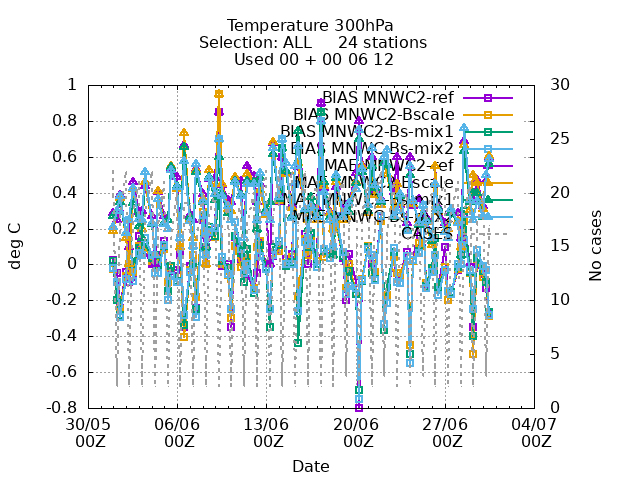 Temperature 300hPa
Selection: ALL 24 stations
Used 00 + 00 06 12
BIAS MNWC2-ref
BIAS MNWC2-Bscale
BIAS MNWC2-Bs-mix1
BIAS MNWC-Bs-mix2
MAE MNWC2-ref
MAE MNWC2-Bscale
MAE MNWC2-Bs-mix1
MAE MNWC-Bs-mix2
CASES
1
0.8
0.6
0.4
0.2
0
-0.2
-0.4
-0.6
-0.8
30
25
20
15
10
5
0
deg C
No cases
30/05 00Z
06/06 00Z
13/06 00Z
20/06 00Z
27/06 00Z
04/07 00Z
Date